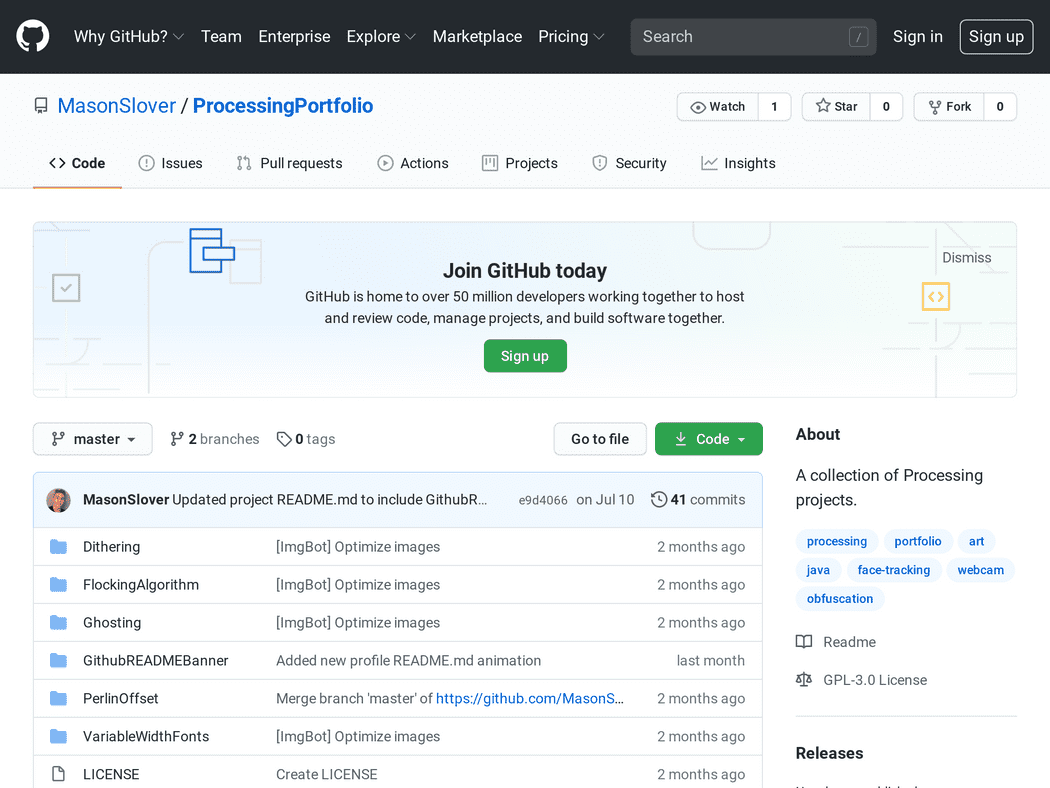 Why GitHub? Team Enterprise Explore Marketplace Pricing Search / Sign in Sign up
MasonSlover / ProcessingPortfolio Watch 1 Star 0 Fork 0
Code Issues Pull requests Actions Projects Security Insights
Dismiss
Join GitHub today
GitHub is home to over 50 million developers working together to host
and review code, manage projects, and build software together.
Sign up
master 2 branches 0 tags Go to file Code
MasonSlover Updated project README.md to include GithubR... e9d4066 on Jul 10 41 commits
Dithering [ImgBot] Optimize images 2 months ago
FlockingAlgorithm [ImgBot] Optimize images 2 months ago
Ghosting [ImgBot] Optimize images 2 months ago
GithubREADMEBanner Added new profile README.md animation last month
PerlinOffset Merge branch 'master' of https://github.com/MasonS... 2 months ago
VariableWidthFonts [ImgBot] Optimize images 2 months ago
LICENSE Create LICENSE 2 months ago
About
A collection of Processing
projects.
processing portfolio art
java face-tracking webcam
obfuscation
Readme
GPL-3.0 License
Releases